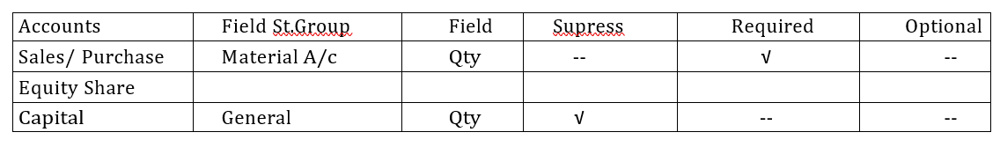 Accounts Field St.Group Field Supress Required Optional
Sales/ Purchase Material A/c Qty -- √ --
Equity Share
Capital General Qty √ -- --